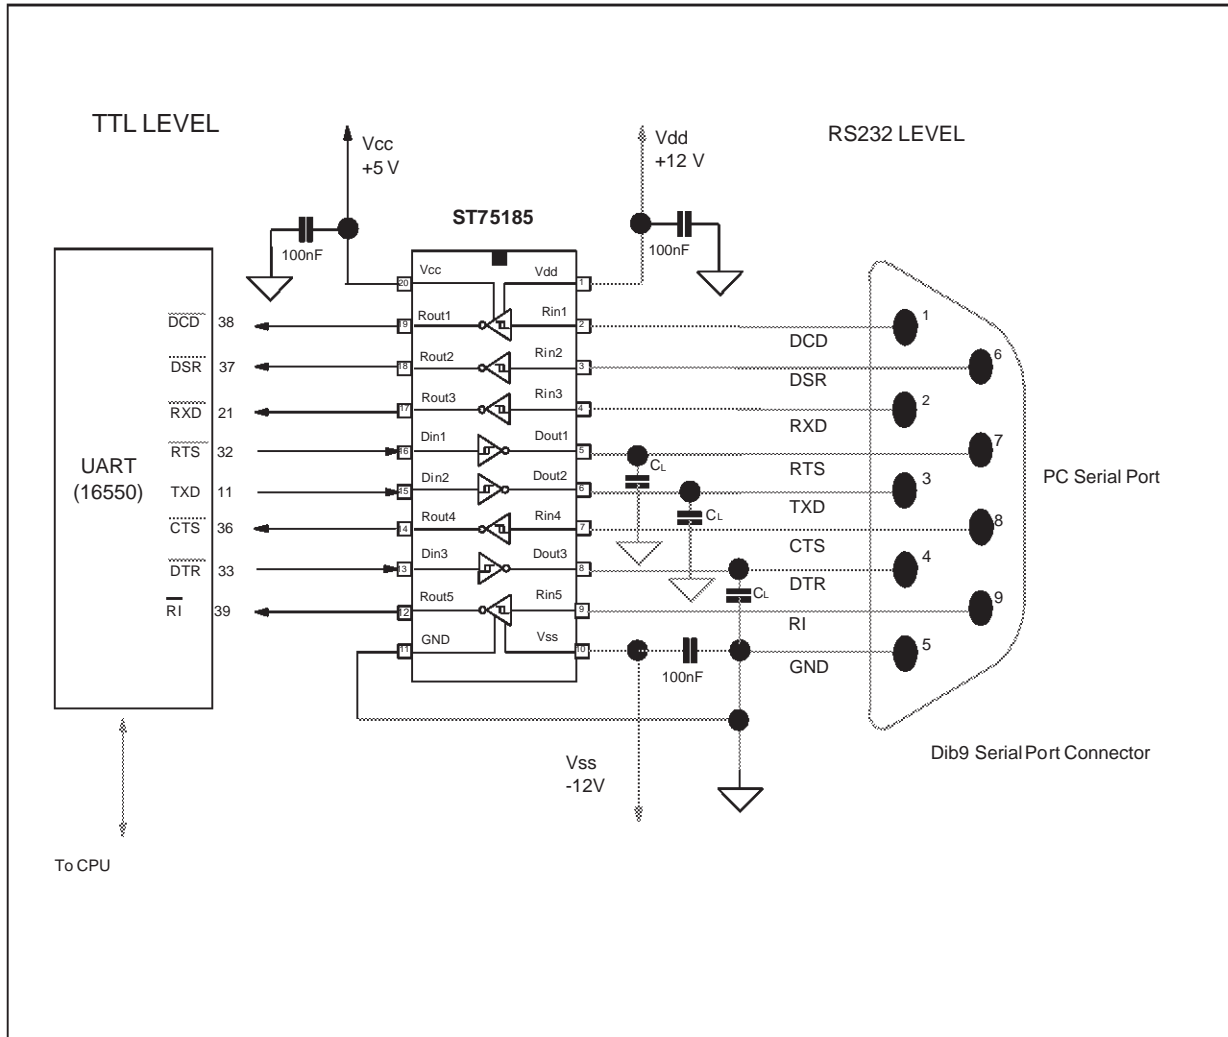 TTL LEVEL
Vcc
+5 V
Vdd
+12 V
RS232 LEVEL
ST75185
100nF
100nF
Vcc
Vdd
20
1
DCD 38
Rout1
Rin1
19
2
DCD
1
DSR 37
Rout2
Rin2
18
3
DSR
6
RXD 21
Rout3
Rin3
17
4
RXD
2
RTS 32
Din1
Dout1
16
5
CL
RTS
7
UART
(16550)
PC Serial Port
TXD 11
Din2
Dout2
15
6
CL
TXD
3
CTS 36
Rout4
Rin4
14
7
CTS
8
DTR 33
Din3
Dout3
13
8
CL
DTR
4
RI 39
Rout5
Rin5
12
9
RI
9
GND
Vss
11
10
100nF
GND
5
Vss
-12V
Dib9 Serial Port Connector
To CPU